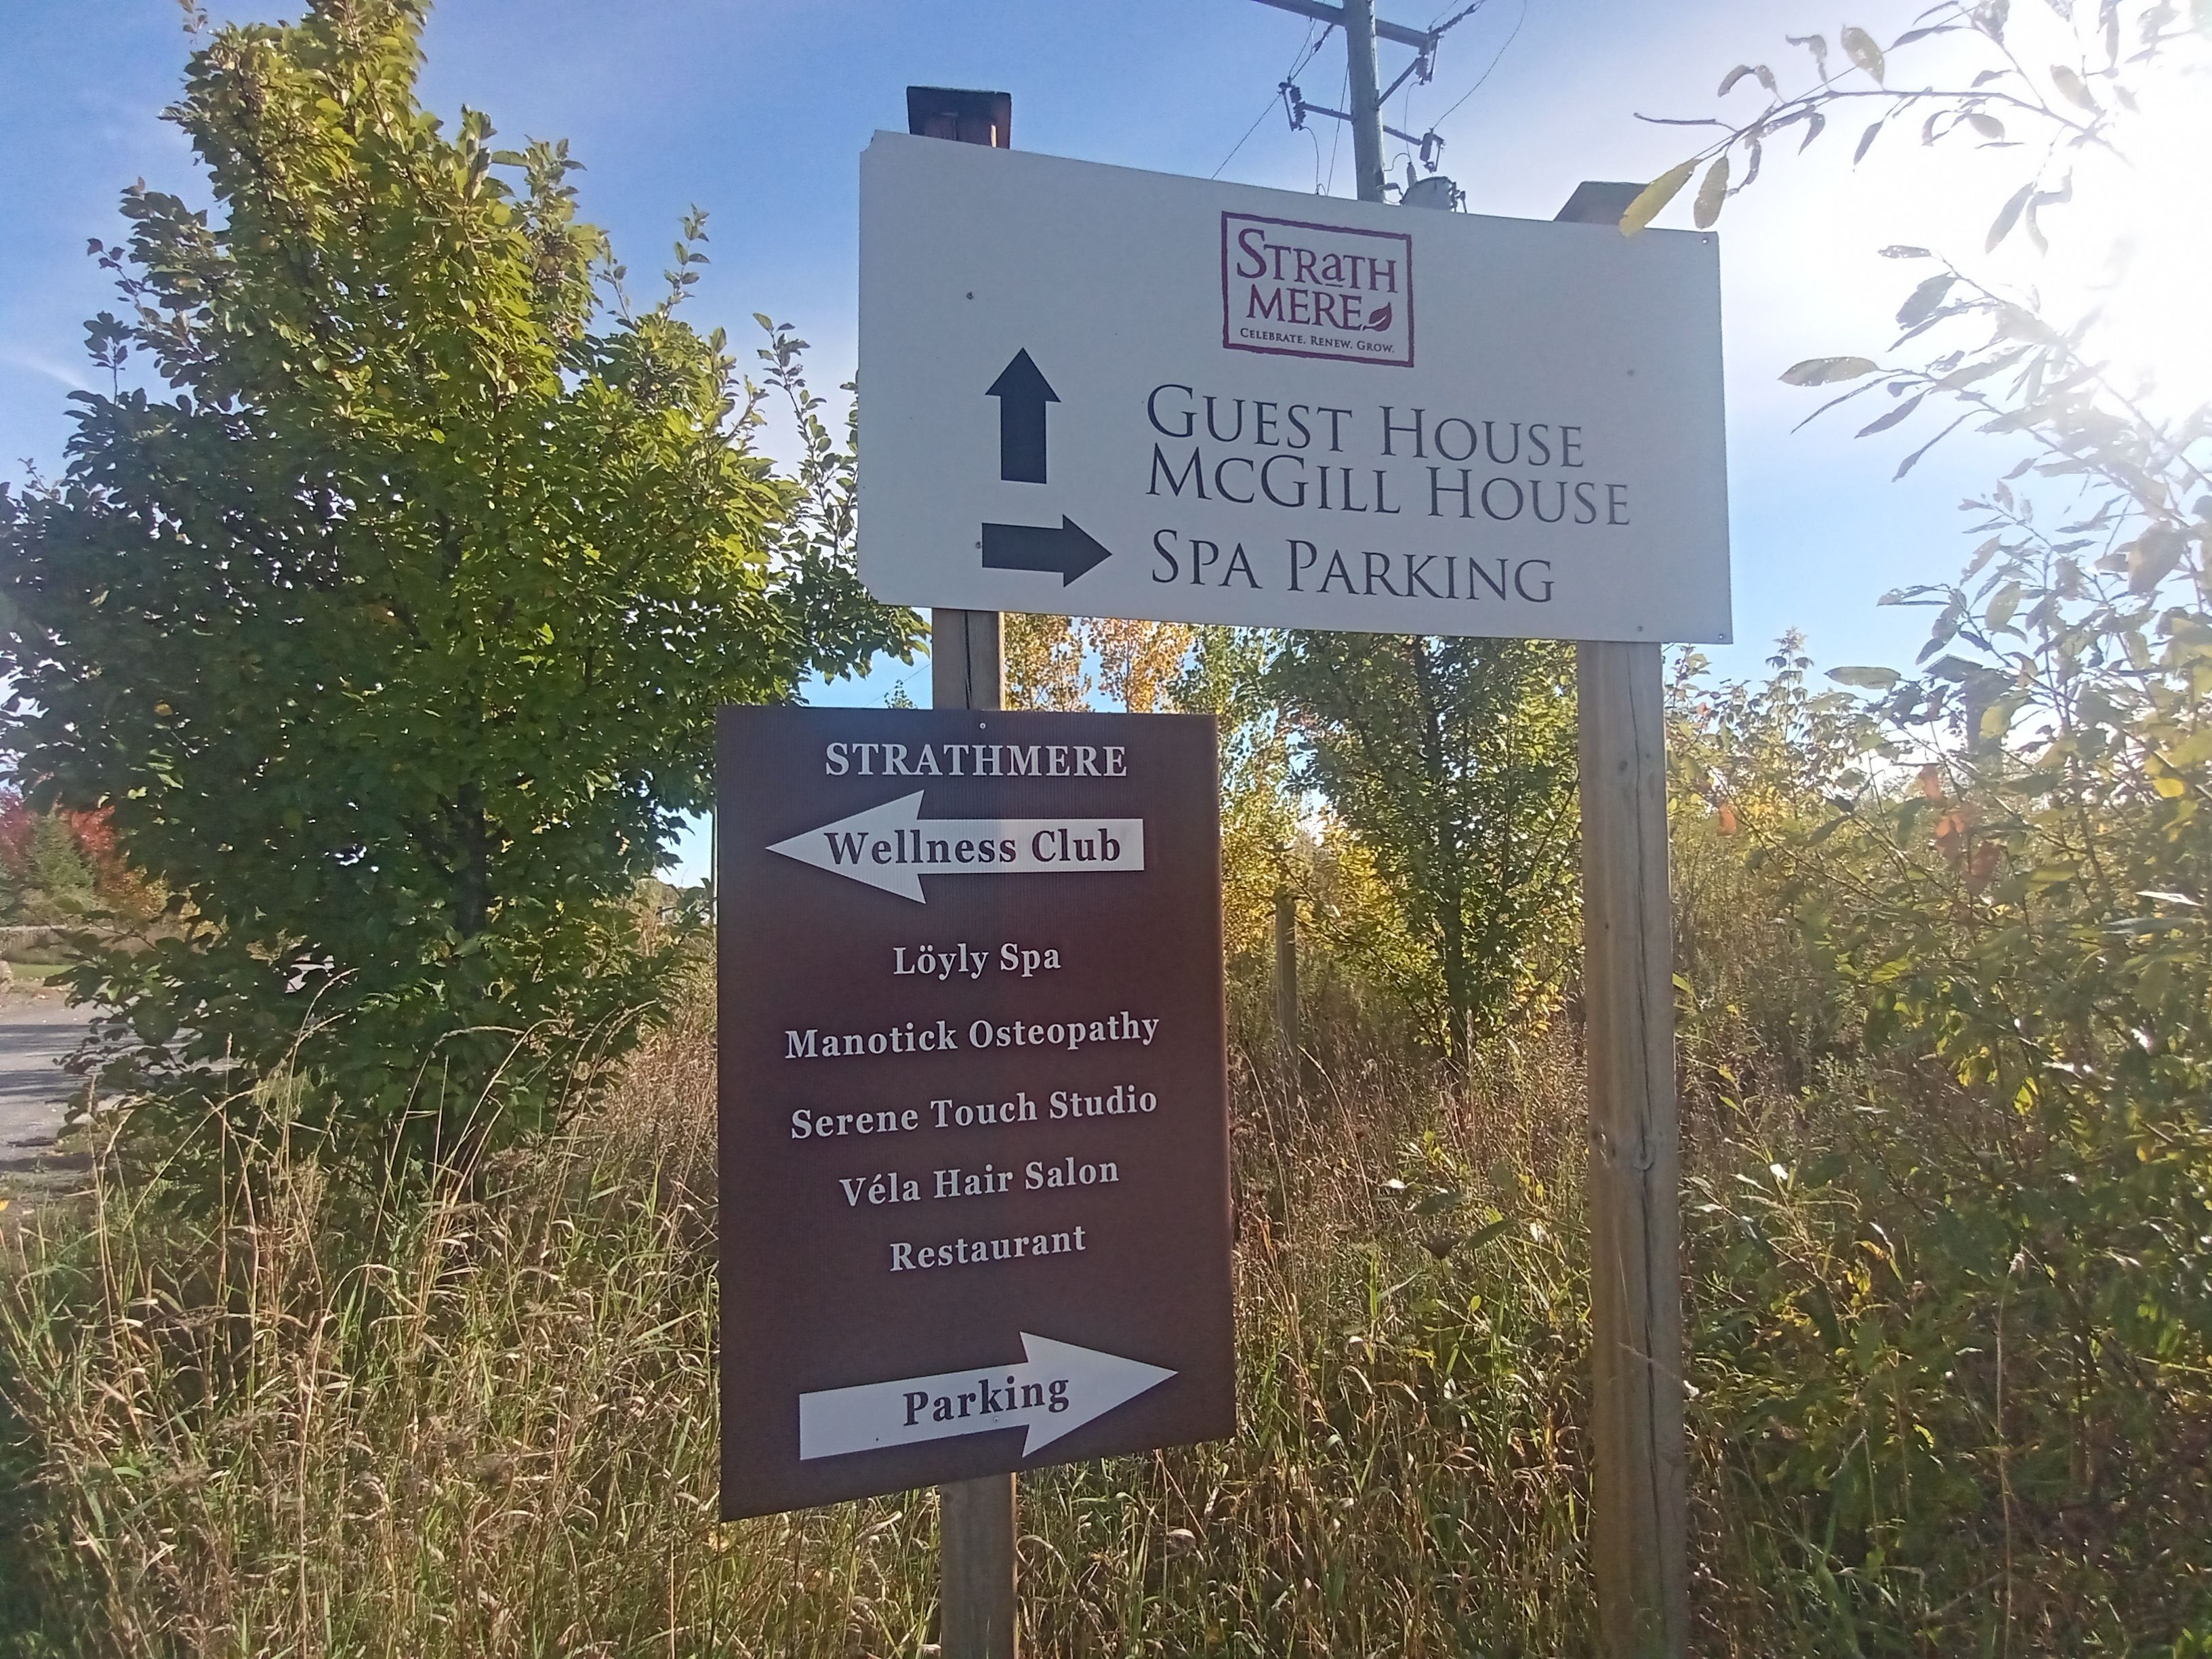 STRaTH
MERE
CELEBRATE. RENEW. GROW.
GUEST HOUSE
MCGILL HOUSE
SPA PARKING
STRATHMERE
Wellness Club
Löyly Spa
Manotick Osteopathy
Serene Touch Studio
Véla Hair Salon
Restaurant
Parking